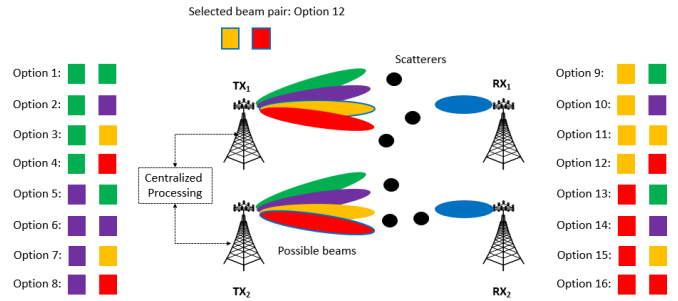 Selected beam pair: Option 12
Option 1:
Option 2:
Option 3:
Option 4:
Option 5:
Option 6:
Option 7:
Option 8:
TX1
Scatterers
RX1
Centralized
Processing
Possible beams
TX2
RX2
Option 9:
Option 10:
Option 11:
Option 12:
Option 13:
Option 14:
Option 15:
Option 16: